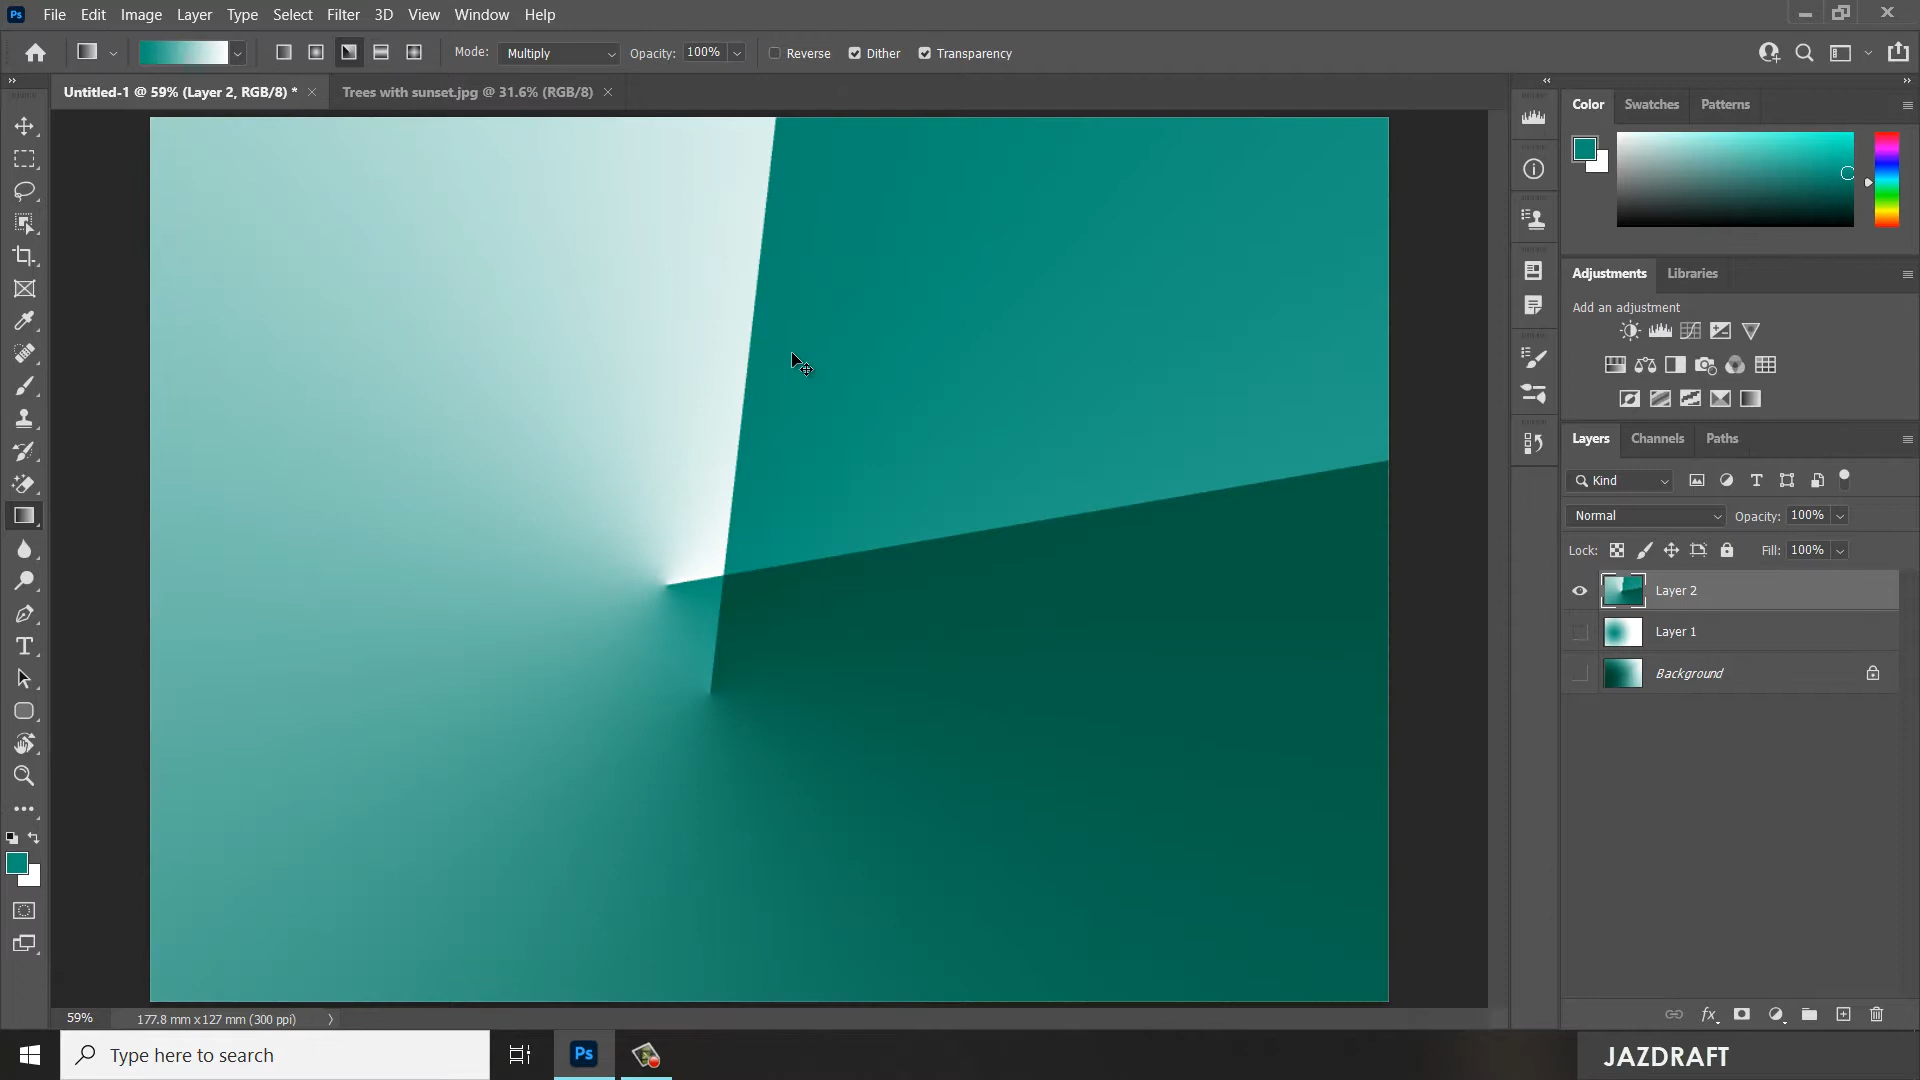 Ps File Edit Image Layer Type Select Filter 3D View Window Help
Mode: Multiply Opacity: 100% Reverse Dither Transparency
Untitled-1 @ 59% (Layer 2, RGB/8) * Trees with sunset.jpg @ 31.6% (RGB/8)
Color Swatches Patterns
Adjustments Libraries
Add an adjustment
Layers Channels Paths
Kind
Normal Opacity: 100%
Lock: Fill: 100%
Layer 2
Layer 1
Background
fx
59% 177.8 mm x 127 mm (300 ppi)
Type here to search Ps JAZDRAFT